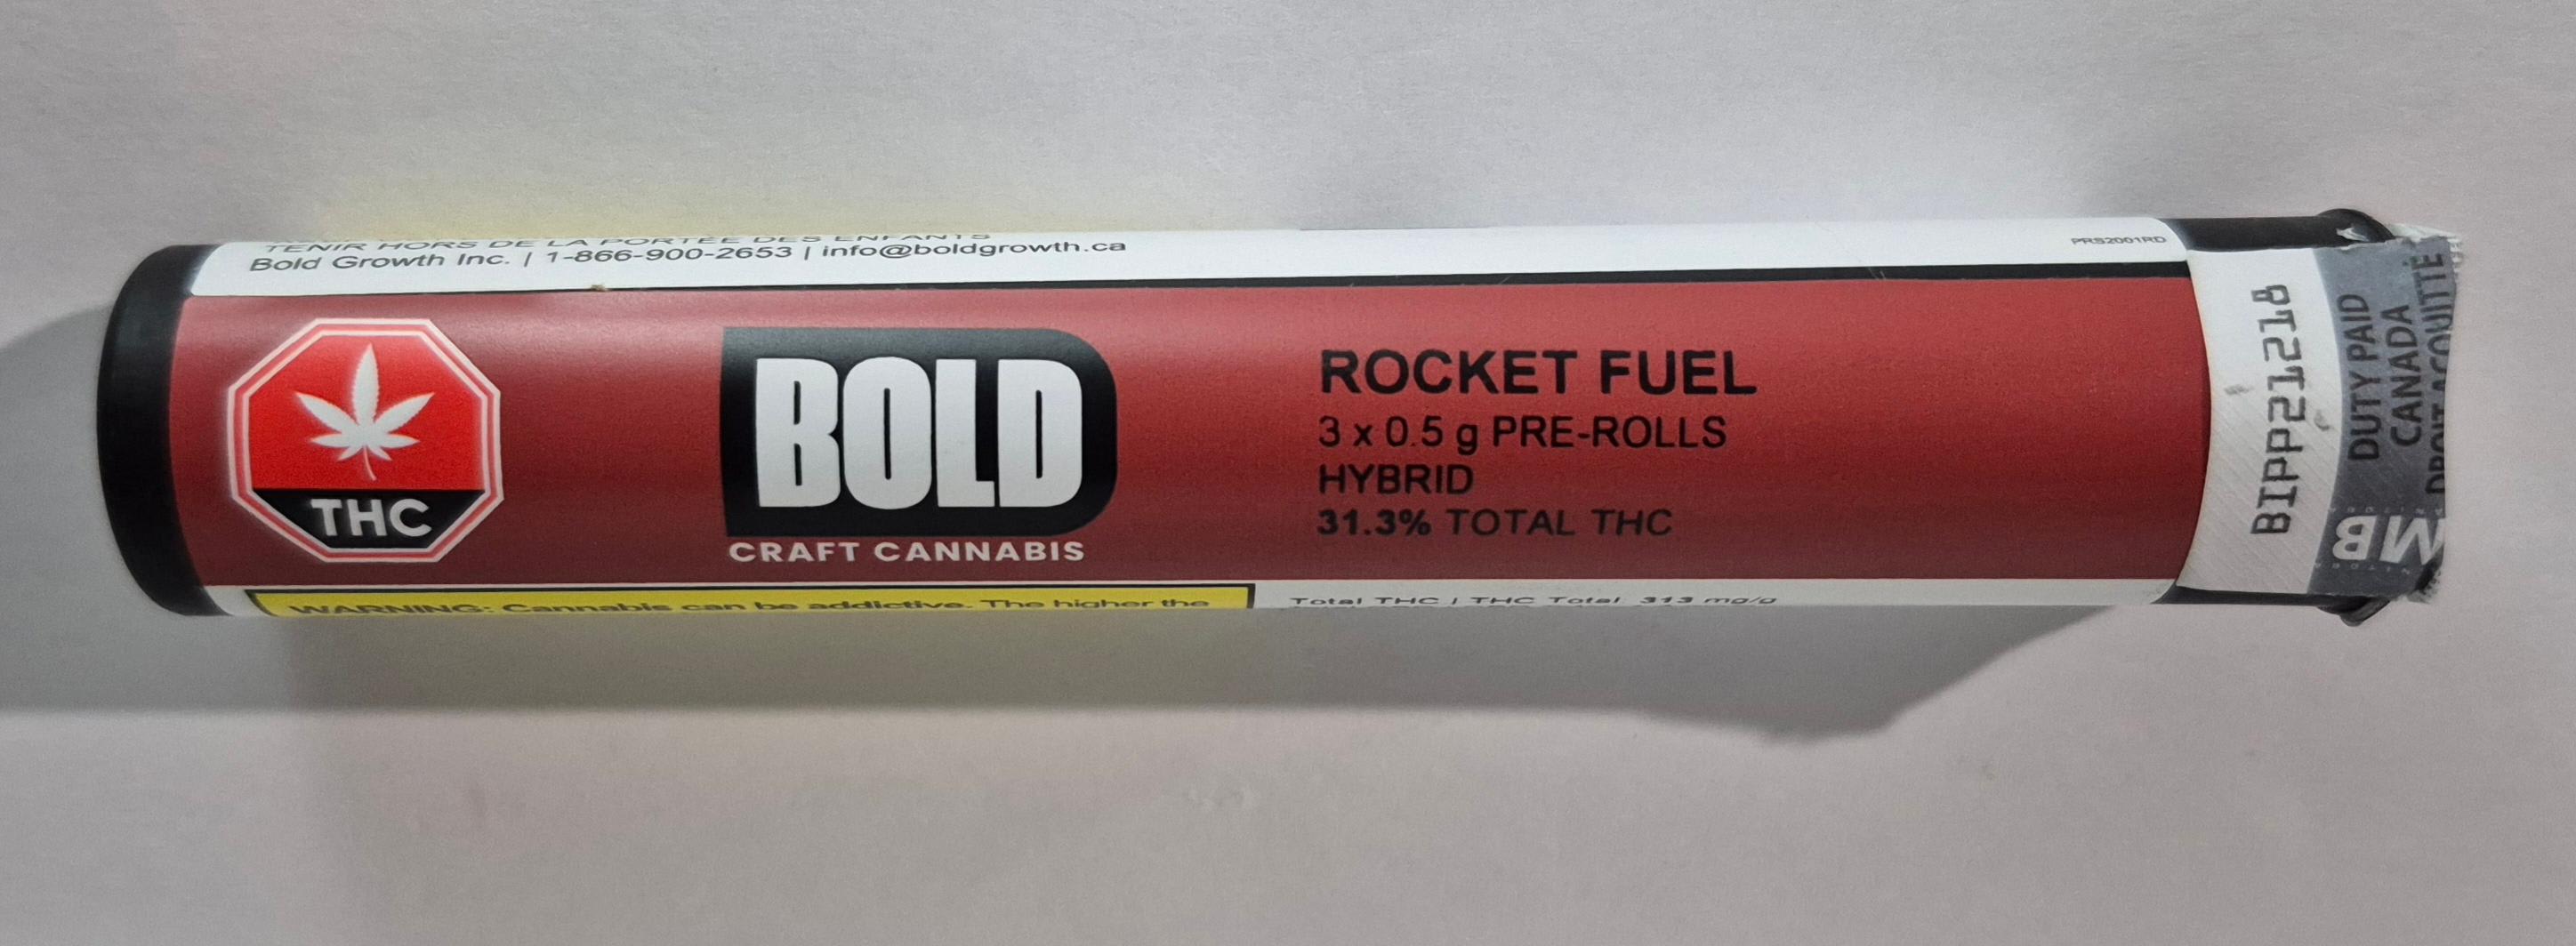 TENIR HORS DE LA PORTÉE DES ENFANTS
Bold Growth Inc. | 1-866-900-2653 | info@boldgrowth.ca
PRS2001RD
THC
BOLD
CRAFT CANNABIS
ROCKET FUEL
3 x 0.5 g PRE-ROLLS
HYBRID
31.3% TOTAL THC
WARNING: Cannabis can be addictive. The higher the
Total THC | THC Total 313 mg/g
BIPP21218
DUTY PAID
CANADA
DROIT ACQUITTÉ
MB